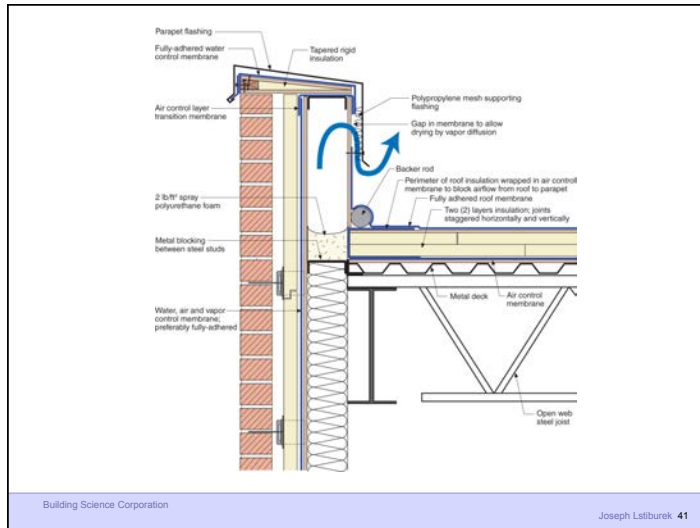 Parapet flashing
Fully-adhered water
control membrane
Tapered rigid
insulation
Air control layer
transition membrane
Polypropylene mesh supporting
flashing
Gap in membrane to allow
drying by vapor diffusion
Backer rod
Perimeter of roof insulation wrapped in air control
membrane to block airflow from roof to parapet
Fully adhered roof membrane
Two (2) layers insulation; joints
staggered horizontally and vertically
2 lb/ft³ spray
polyurethane foam
Metal blocking
between steel studs
Metal deck
Air control
membrane
Water, air and vapor
control membrane;
preferably fully-adhered
Open web
steel joist
Building Science Corporation
Joseph Lstiburek 41